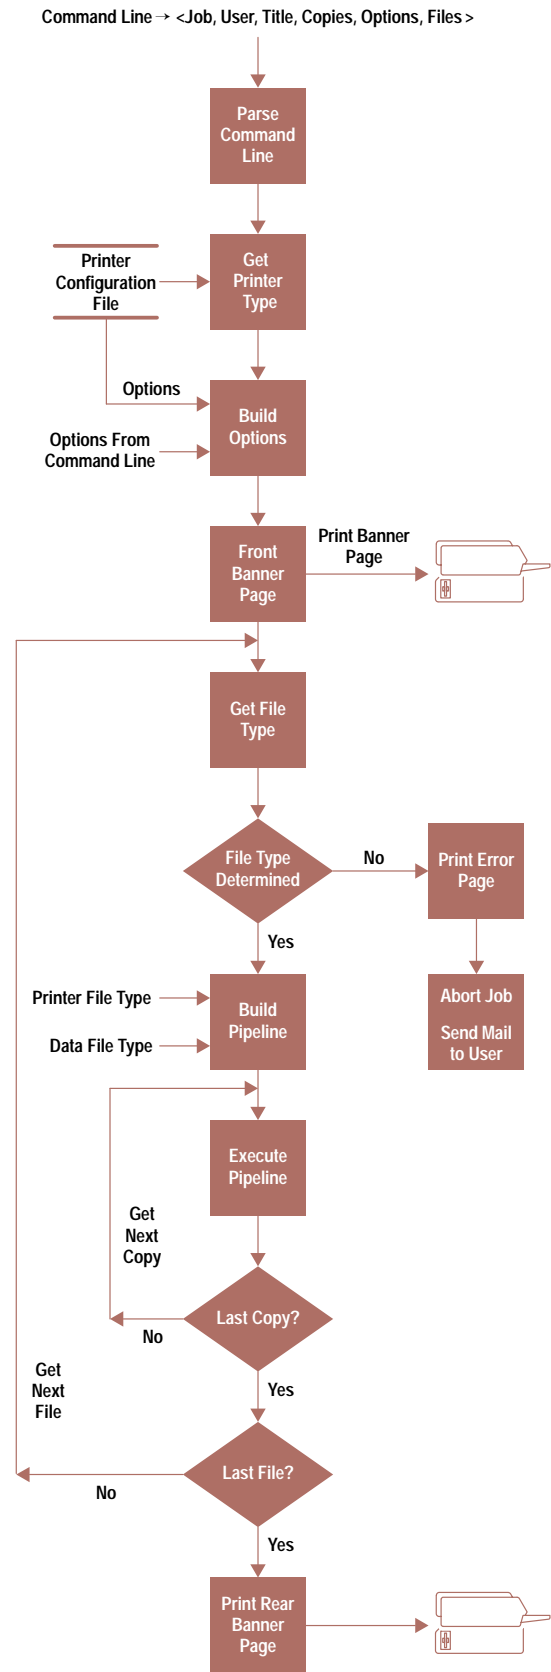 Command Line → <Job, User, Title, Copies, Options, Files>
Parse
Command
Line
Printer
Configuration
File
Get
Printer
Type
Options
Build
Options
Options From
Command Line
Front
Banner
Page
Print Banner
Page
Get File
Type
File Type
Determined
No
Print Error
Page
Yes
Abort Job
Send Mail
to User
Printer File Type
Data File Type
Build
Pipeline
Execute
Pipeline
Get
Next
Copy
Last Copy?
No
Yes
Get
Next
File
Last File?
No
Yes
Print Rear
Banner
Page